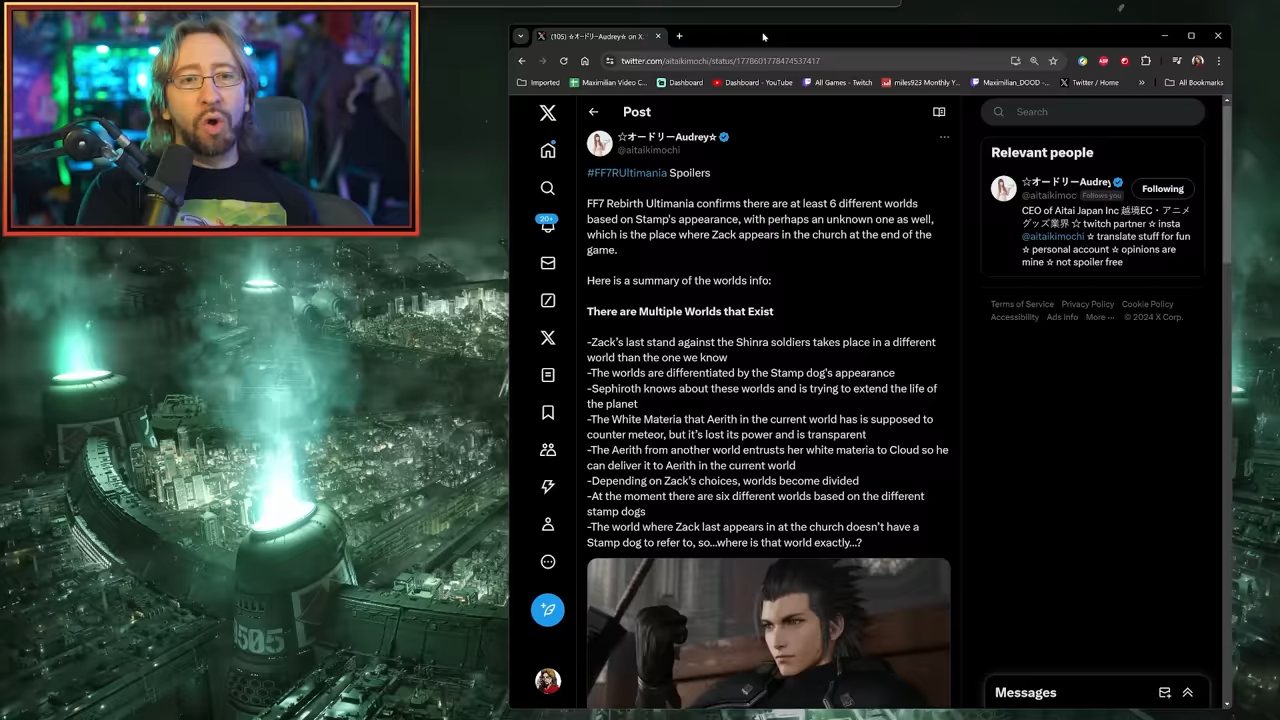 (105) ☆オードリーAudrey☆ on X:
twitter.com/aitaikimochi/status/1778601778474537417
Imported
Maximilian Video C...
Dashboard
Dashboard - YouTube
All Games - Twitch
miles923 Monthly Y...
Maximilian_DOOD -...
Twitter / Home
»
All Bookmarks
Post
Search
☆オードリーAudrey☆
@aitaikimochi
#FF7RUltimania Spoilers
FF7 Rebirth Ultimania confirms there are at least 6 different worlds
based on Stamp's appearance, with perhaps an unknown one as well,
which is the place where Zack appears in the church at the end of the
game.
Here is a summary of the worlds info:
There are Multiple Worlds that Exist
-Zack's last stand against the Shinra soldiers takes place in a different
world than the one we know
-The worlds are differentiated by the Stamp dog's appearance
-Sephiroth knows about these worlds and is trying to extend the life of
the planet
-The White Materia that Aerith in the current world has is supposed to
counter meteor, but it's lost its power and is transparent
-The Aerith from another world entrusts her white materia to Cloud so he
can deliver it to Aerith in the current world
-Depending on Zack's choices, worlds become divided
-At the moment there are six different worlds based on the different
stamp dogs
-The world where Zack last appears in at the church doesn't have a
Stamp dog to refer to, so...where is that world exactly...?
20+
Relevant people
☆オードリーAudrey
@aitaikimoc Follows you
Following
CEO of Aitai Japan Inc 越境EC・アニメ
グッズ業界 ☆ twitch partner ☆ insta
@aitaikimochi ☆ translate stuff for fun
☆ personal account ☆ opinions are
mine ☆ not spoiler free
Terms of Service Privacy Policy Cookie Policy
Accessibility Ads info More ... © 2024 X Corp.
Messages
1505